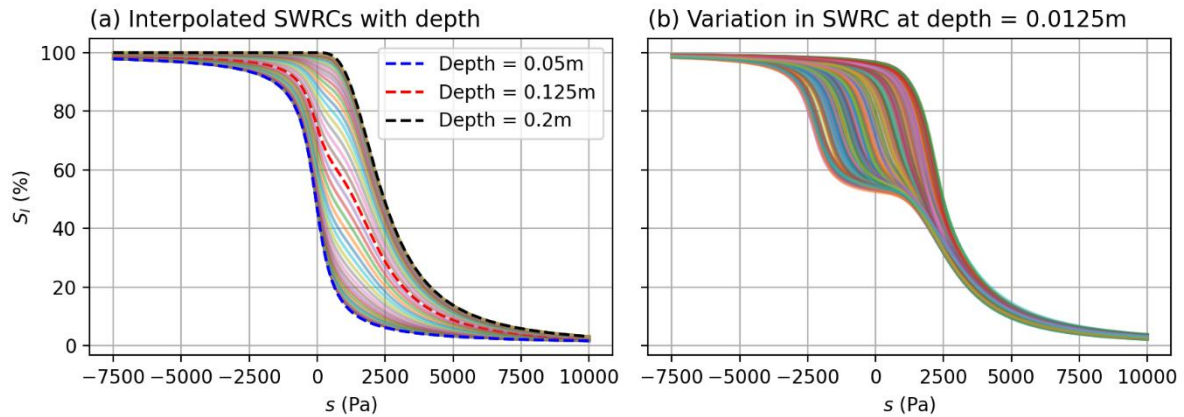 (a) Interpolated SWRCs with depth
(b) Variation in SWRC at depth = 0.0125m
100
80
60
40
20
0
S_l (%)
Depth = 0.05m
Depth = 0.125m
Depth = 0.2m
−7500 −5000 −2500 0 2500 5000 7500 10000
−7500 −5000 −2500 0 2500 5000 7500 10000
s (Pa)
s (Pa)